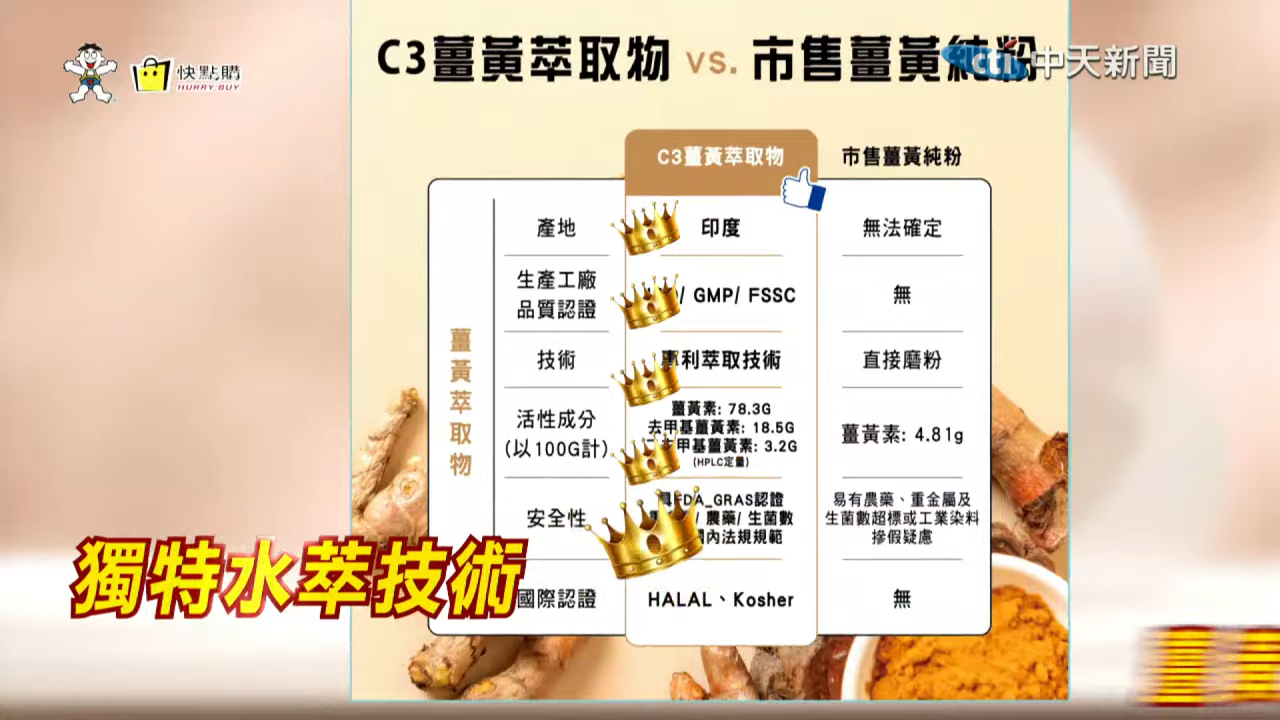 C3薑黃萃取物 vs. 市售薑黃純粉
中天新聞
快點購
HURRY BUY
C3薑黃萃取物
市售薑黃純粉
薑黃萃取物
產地
印度
無法確定
生產工廠
品質認證
/ GMP/ FSSC
無
技術
專利萃取技術
直接磨粉
活性成分
(以100G計)
薑黃素: 78.3G
去甲基薑黃素: 18.5G
甲基薑黃素: 3.2G
(HPLC定量)
薑黃素: 4.81g
安全性
具FDA_GRAS認證
/ 農藥/ 生菌數
內法規規範
易有農藥、重金屬及
生菌數超標或工業染料
摻假疑慮
國際認證
HALAL、Kosher
無
獨特水萃技術